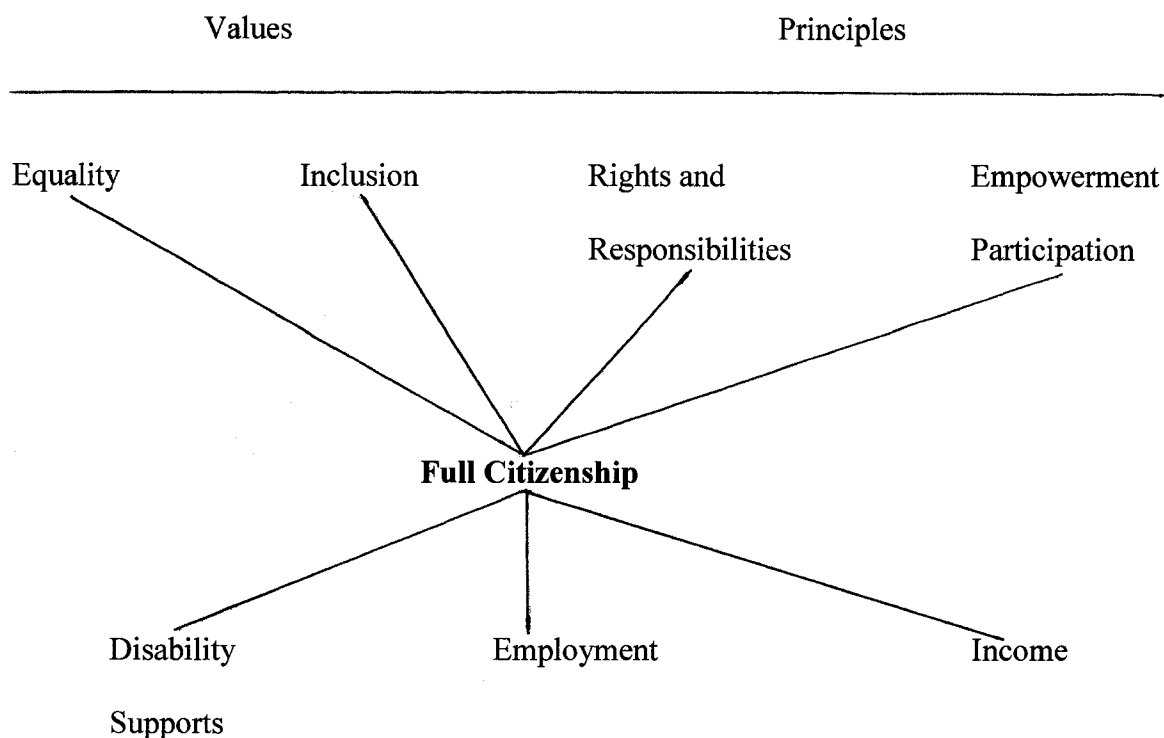 Values Principles
Equality Inclusion Rights and Empowerment
Responsibilities Participation
Full Citizenship
Disability Employment Income
Supports